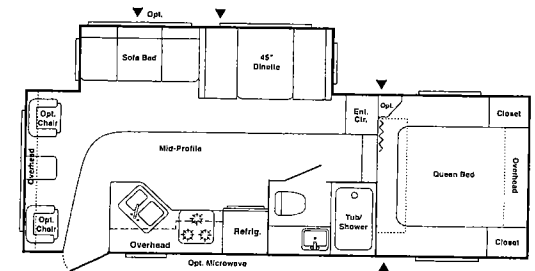 Opt.
Sofa Bed
45"
Dinette
Opt.
Chair
Ent.
Ctr.
Opt.
Closet
Overhead
Mid-Profile
Queen Bed
Overhead
Opt.
Chair
Tub/
Shower
Refrig.
Overhead
Closet
Opt. Microwave